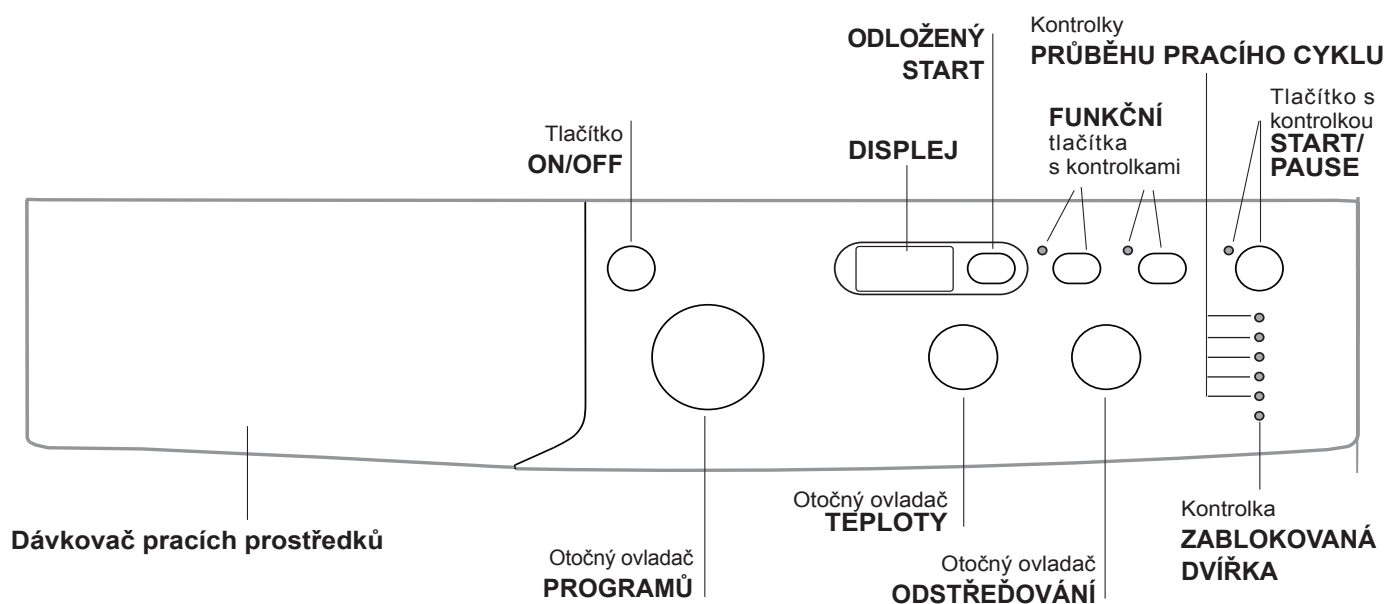 ODLOŽENÝ
START
Kontrolky
PRŮBĚHU PRACÍHO CYKLU
Tlačítko
ON/OFF
DISPLEJ
FUNKČNÍ
tlačítka
s kontrolkami
Tlačítko s
kontrolkou
START/
PAUSE
Dávkovač pracích prostředků
Otočný ovladač
PROGRAMŮ
Otočný ovladač
TEPLOTY
Otočný ovladač
ODSTŘEĎOVÁNÍ
Kontrolka
ZABLOKOVANÁ
DVÍŘKA